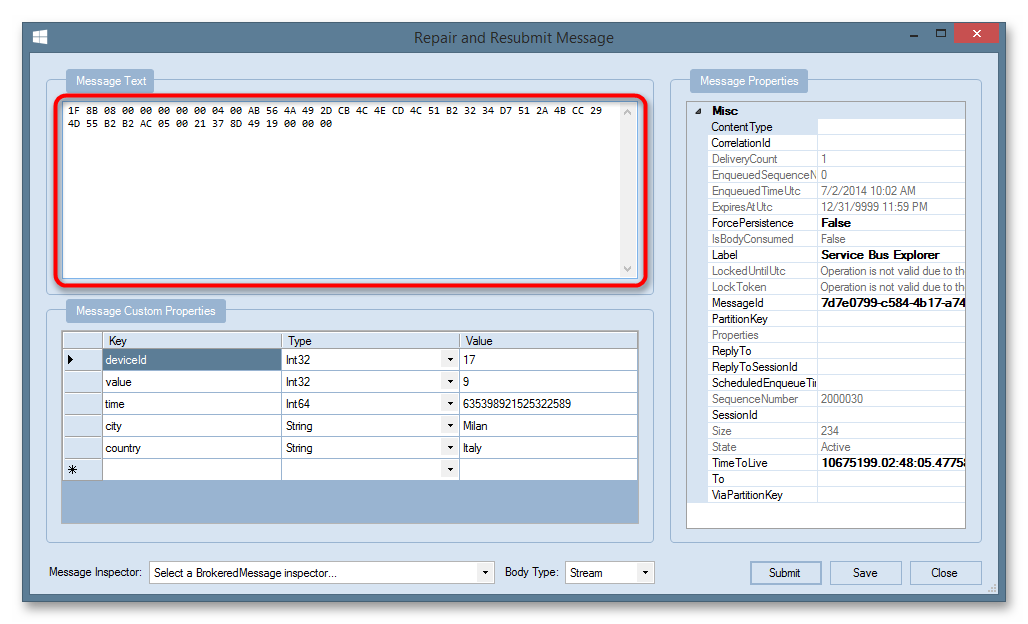 Repair and Resubmit Message
Message Text
1F 8B 08 00 00 00 00 00 04 00 AB 56 4A 49 2D CB 4C 4E CD 4C 51 B2 32 34 D7 51 2A 4B CC 29
4D 55 B2 B2 AC 05 00 21 37 8D 49 19 00 00 00
Message Custom Properties
Key Type Value
deviceId Int32 17
value Int32 9
time Int64 635398921525322589
city String Milan
country String Italy
Message Properties
Misc
ContentType
CorrelationId
DeliveryCount 1
EnqueuedSequenceN 0
EnqueuedTimeUtc 7/2/2014 10:02 AM
ExpiresAtUtc 12/31/9999 11:59 PM
ForcePersistence False
IsBodyConsumed False
Label Service Bus Explorer
LockedUntilUtc Operation is not valid due to th
LockToken Operation is not valid due to th
MessageId 7d7e0799-c584-4b17-a74
PartitionKey
Properties
ReplyTo
ReplyToSessionId
ScheduledEnqueueTi
SequenceNumber 2000030
SessionId
Size 234
State Active
TimeToLive 10675199.02:48:05.47758
To
ViaPartitionKey
Message Inspector: Select a BrokeredMessage inspector... Body Type: Stream Submit Save Close